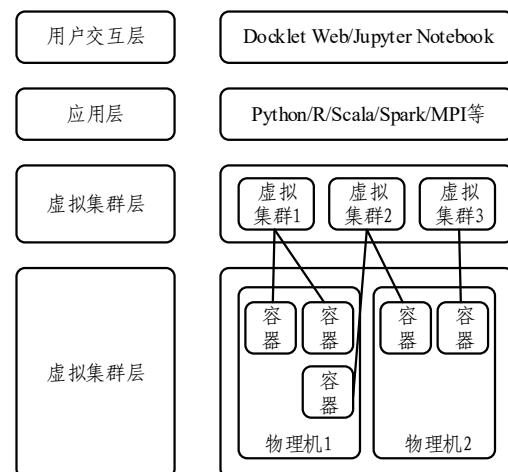 用户交互层
Docklet Web/Jupyter Notebook
应用层
Python/R/Scala/Spark/MPI等
虚拟集群层
虚拟
集群1
虚拟
集群2
虚拟
集群3
虚拟集群层
容
器
容
器
容
器
容
器
容
器
物理机1
物理机2